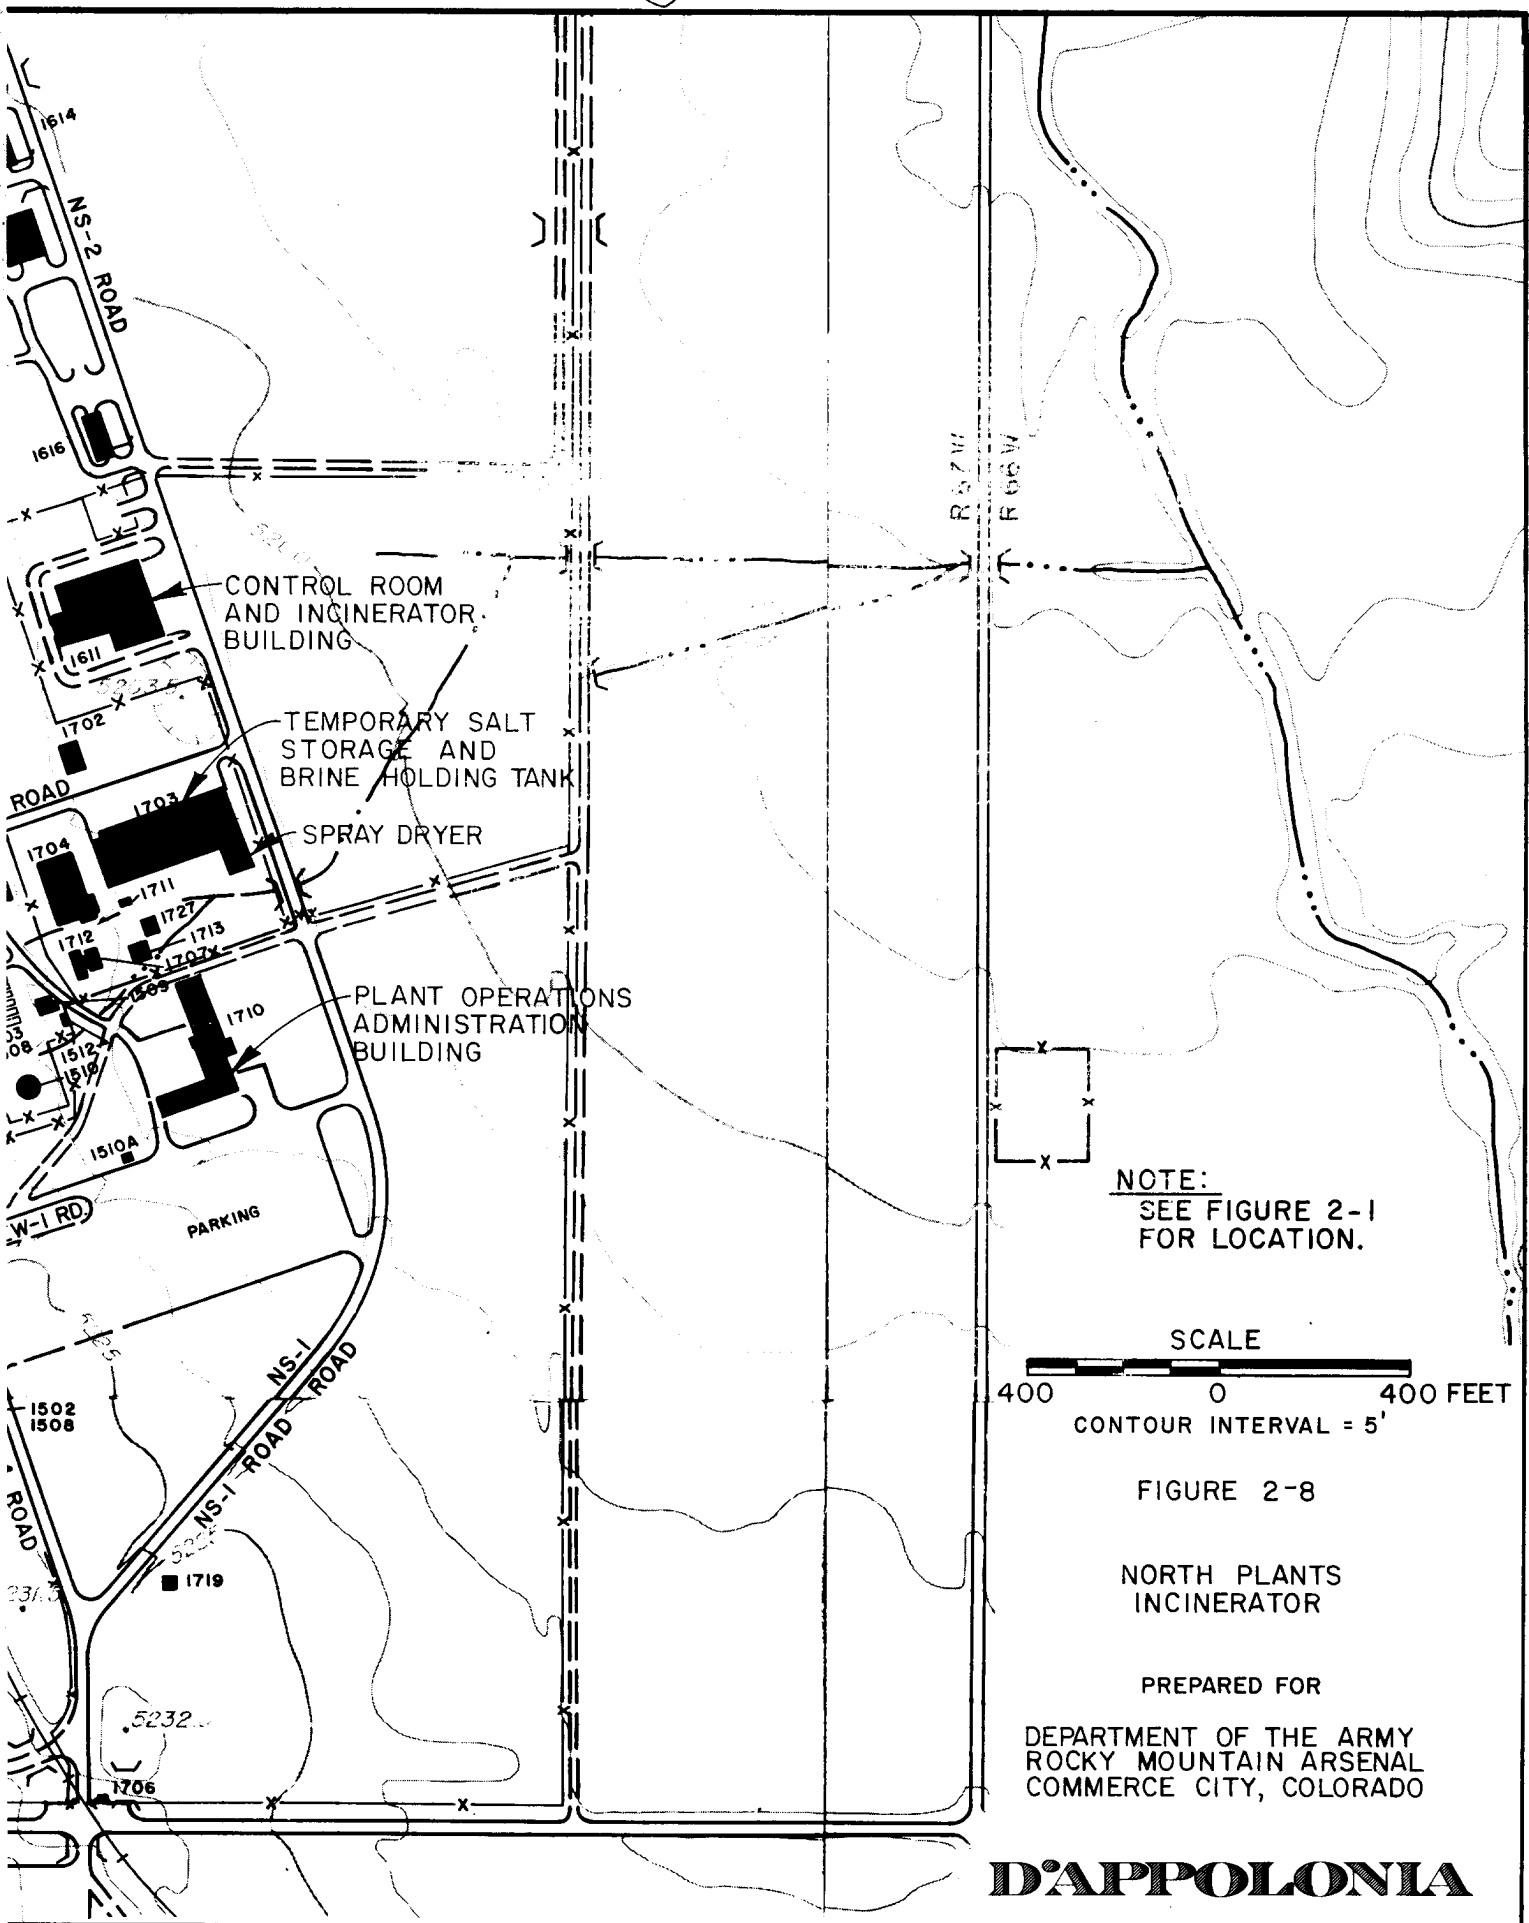 1614
NS-2 ROAD
1616
R 67 W
R 66 W
5200
CONTROL ROOM
AND INCINERATOR
BUILDING
1611
1702
TEMPORARY SALT
STORAGE AND
BRINE HOLDING TANK
ROAD
1703
SPRAY DRYER
1704
1711
1727
1713
1712
1707
1509
PLANT OPERATIONS
ADMINISTRATION
BUILDING
1710
1512
1510
1510A
W-1 RD.
PARKING
NOTE:
SEE FIGURE 2-1
FOR LOCATION.
SCALE
400 0 400 FEET
CONTOUR INTERVAL = 5'
5225
NS-1
ROAD
1502
1508
NS-1 ROAD
ROAD
1719
FIGURE 2-8
NORTH PLANTS
INCINERATOR
PREPARED FOR
DEPARTMENT OF THE ARMY
ROCKY MOUNTAIN ARSENAL
COMMERCE CITY, COLORADO
1706
D'APPOLONIA